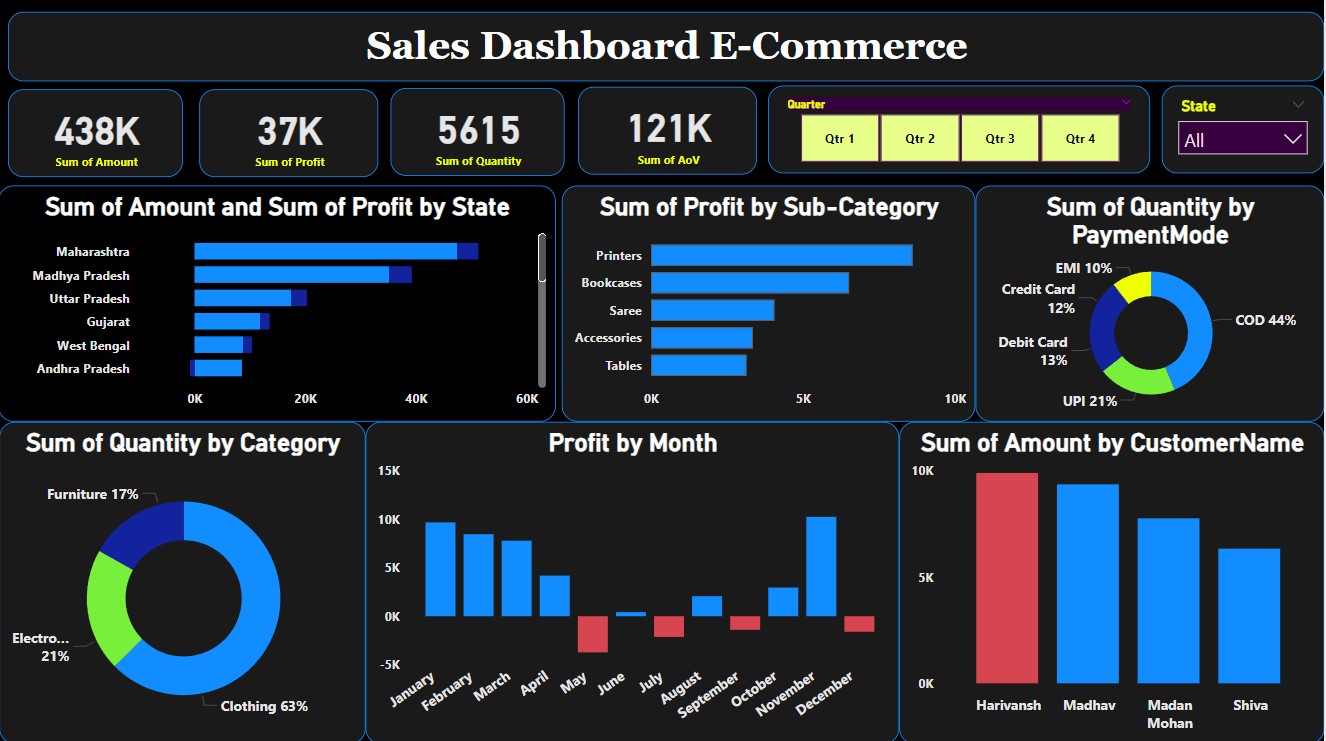 Sales Dashboard E-Commerce
438K
Sum of Amount
37K
Sum of Profit
5615
Sum of Quantity
121K
Sum of AoV
Quarter
Qtr 1
Qtr 2
Qtr 3
Qtr 4
State
All
Sum of Amount and Sum of Profit by State
Maharashtra
Madhya Pradesh
Uttar Pradesh
Gujarat
West Bengal
Andhra Pradesh
0K 20K 40K 60K
Sum of Profit by Sub-Category
Printers
Bookcases
Saree
Accessories
Tables
0K 5K 10K
Sum of Quantity by
PaymentMode
EMI 10%
Credit Card
12%
Debit Card
13%
UPI 21%
COD 44%
Sum of Quantity by Category
Furniture 17%
Electro...
21%
Clothing 63%
Profit by Month
15K
10K
5K
0K
-5K
January
February
March
April
May
June
July
August
September
October
November
December
Sum of Amount by CustomerName
10K
5K
0K
Harivansh
Madhav
Madan
Mohan
Shiva